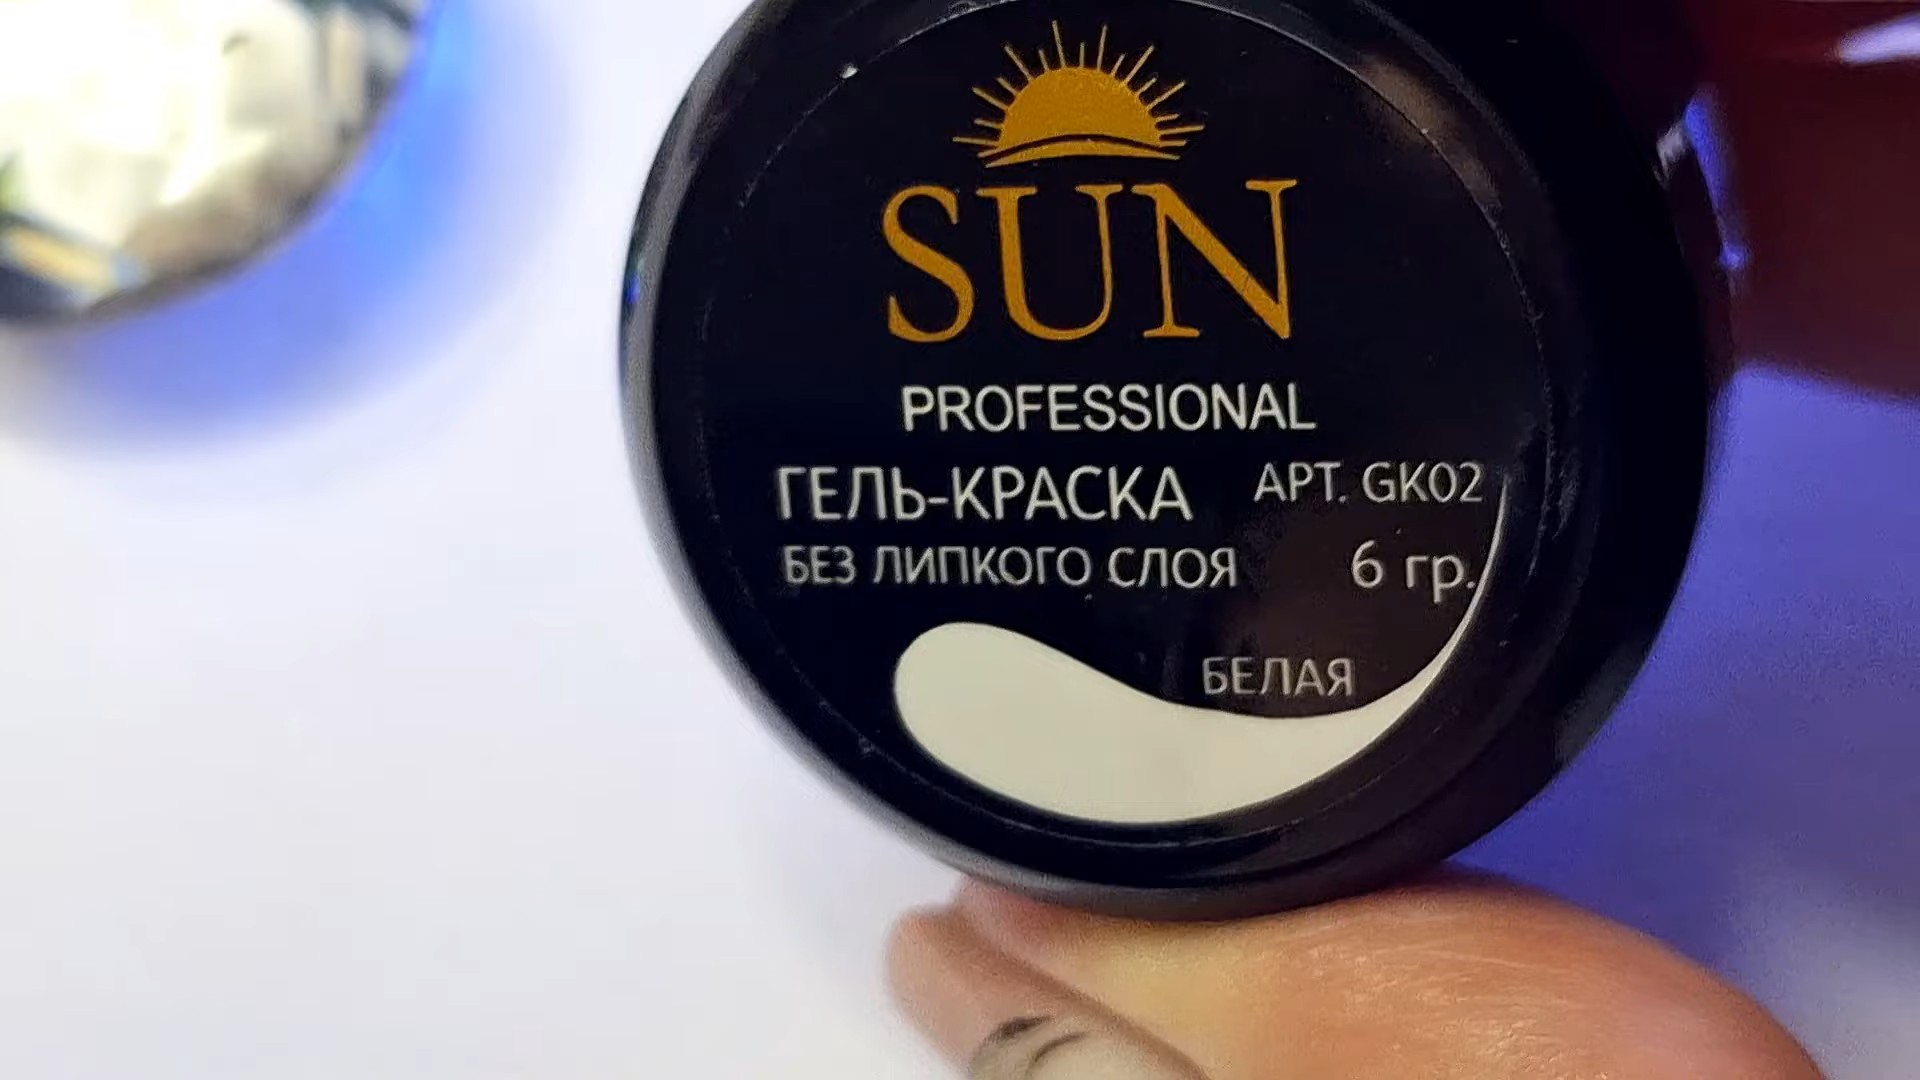 SUN
PROFESSIONAL
ГЕЛЬ-КРАСКА АРТ. GK02
БЕЗ ЛИПКОГО СЛОЯ 6 гр.
БЕЛАЯ